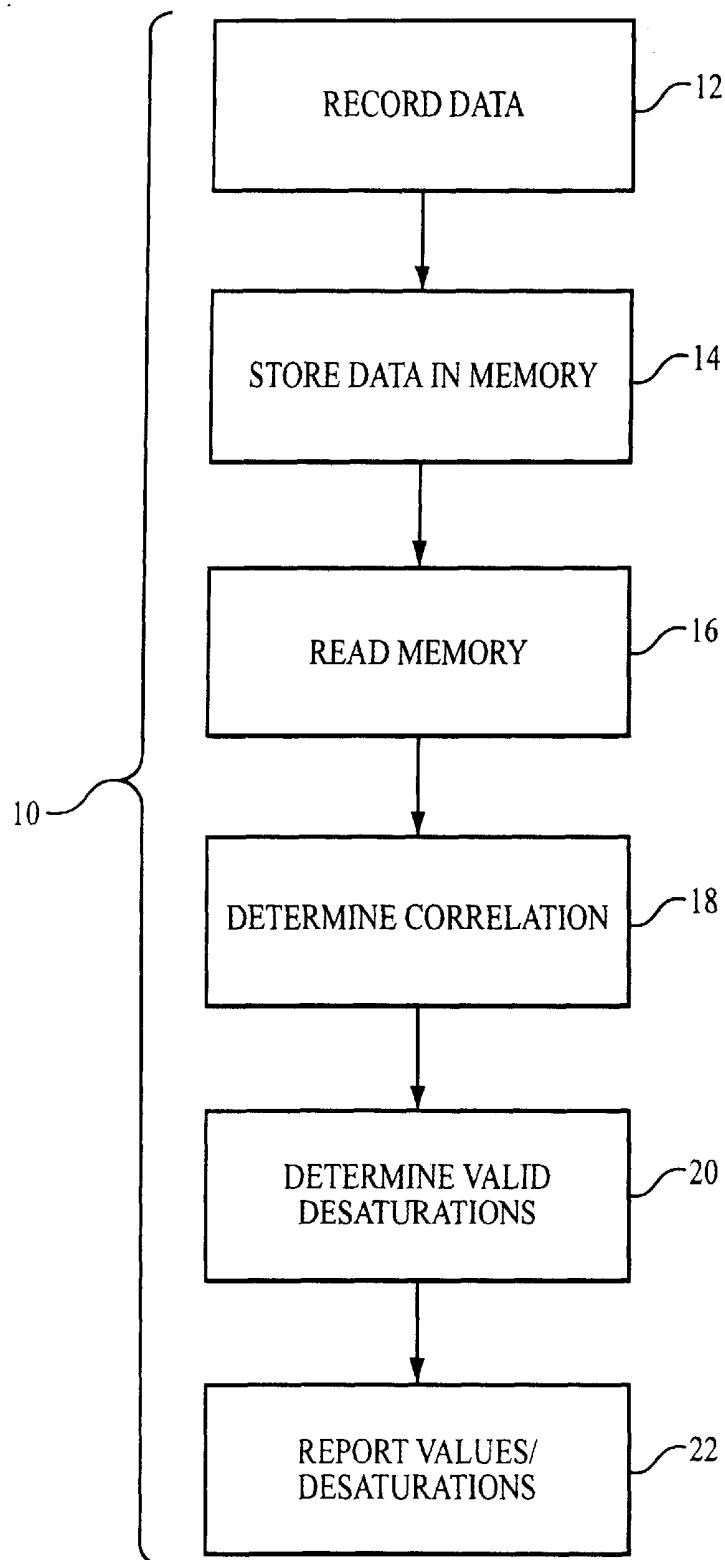 RECORD DATA
12
STORE DATA IN MEMORY
14
READ MEMORY
16
10
DETERMINE CORRELATION
18
DETERMINE VALID
DESATURATIONS
20
REPORT VALUES/
DESATURATIONS
22